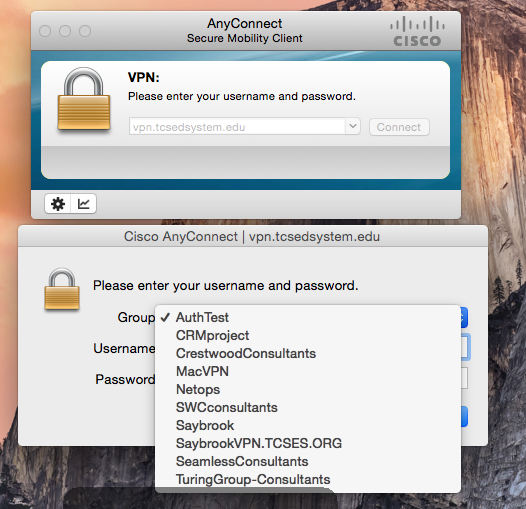 AnyConnect
Secure Mobility Client
CISCO
VPN:
Please enter your username and password.
vpn.tcsedsystem.edu
Connect
Cisco AnyConnect | vpn.tcsedsystem.edu
Please enter your username and password.
Group
✓ AuthTest
CRMproject
CrestwoodConsultants
Username
MacVPN
Password
Netops
SWCconsultants
Saybrook
SaybrookVPN.TCSES.ORG
SeamlessConsultants
TuringGroup-Consultants